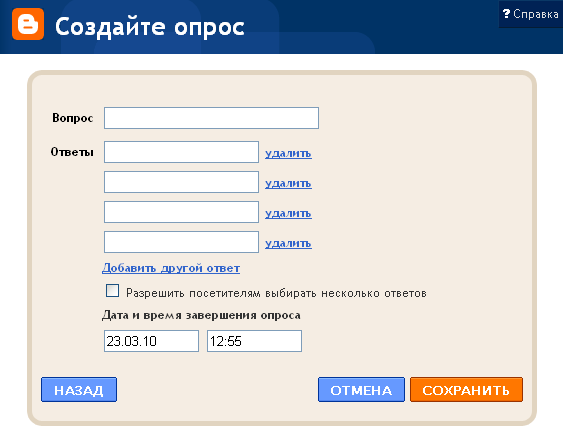 Создайте опрос
? Справка
Вопрос
Ответы
удалить
удалить
удалить
удалить
Добавить другой ответ
Разрешить посетителям выбирать несколько ответов
Дата и время завершения опроса
23.03.10 12:55
НАЗАД ОТМЕНА СОХРАНИТЬ